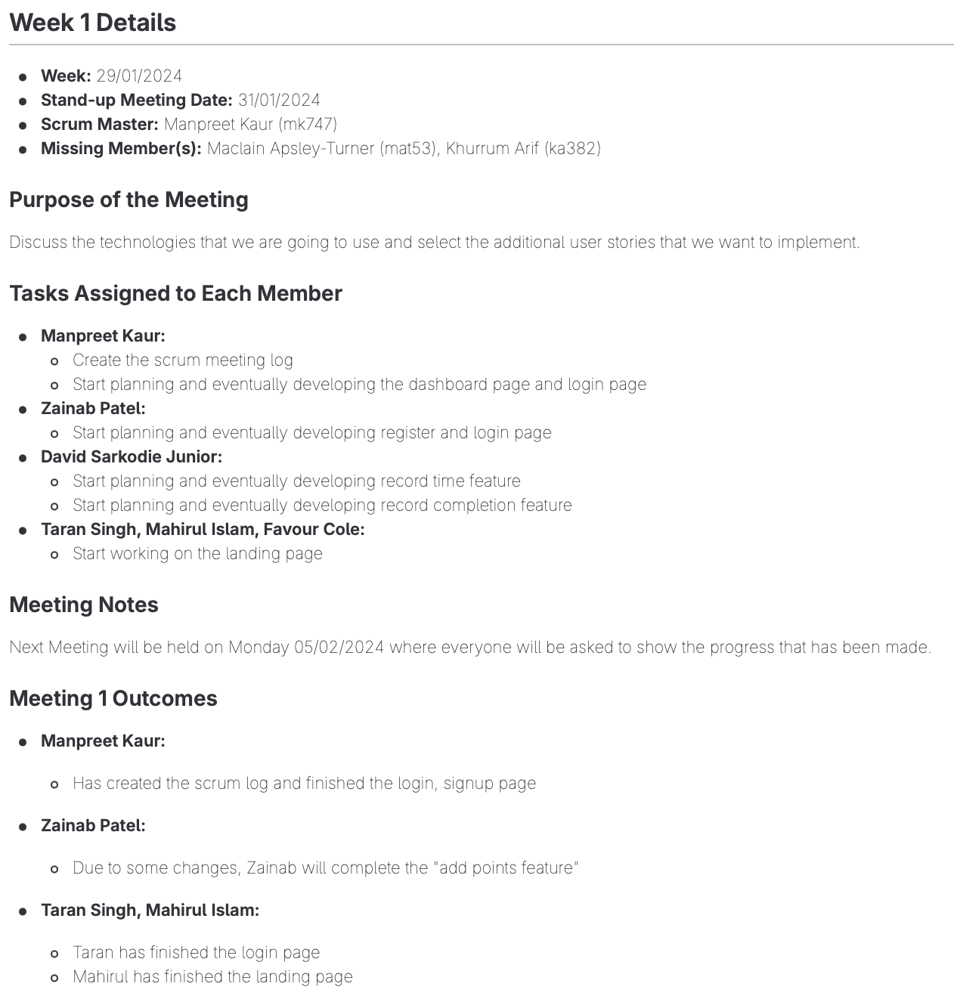 Week 1 Details
Week: 29/01/2024
Stand-up Meeting Date: 31/01/2024
Scrum Master: Manpreet Kaur (mk747)
Missing Member(s): Maclain Apsley-Turner (mat53), Khurrum Arif (ka382)
Purpose of the Meeting
Discuss the technologies that we are going to use and select the additional user stories that we want to implement.
Tasks Assigned to Each Member
Manpreet Kaur:
Create the scrum meeting log
Start planning and eventually developing the dashboard page and login page
Zainab Patel:
Start planning and eventually developing register and login page
David Sarkodie Junior:
Start planning and eventually developing record time feature
Start planning and eventually developing record completion feature
Taran Singh, Mahirul Islam, Favour Cole:
Start working on the landing page
Meeting Notes
Next Meeting will be held on Monday 05/02/2024 where everyone will be asked to show the progress that has been made.
Meeting 1 Outcomes
Manpreet Kaur:
Has created the scrum log and finished the login, signup page
Zainab Patel:
Due to some changes, Zainab will complete the "add points feature"
Taran Singh, Mahirul Islam:
Taran has finished the login page
Mahirul has finished the landing page